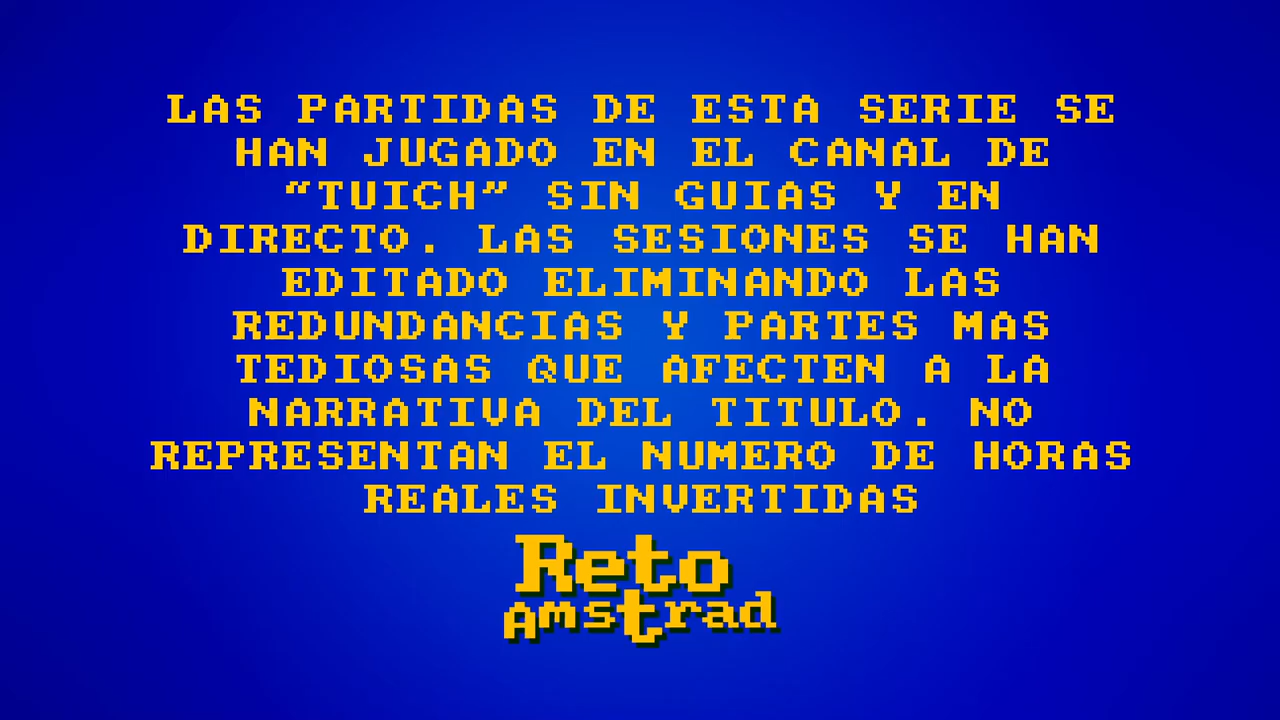 LAS PARTIDAS DE ESTA SERIE SE
HAN JUGADO EN EL CANAL DE
"TUICH" SIN GUIAS Y EN
DIRECTO. LAS SESIONES SE HAN
EDITADO ELIMINANDO LAS
REDUNDANCIAS Y PARTES MAS
TEDIOSAS QUE AFECTEN A LA
NARRATIVA DEL TITULO. NO
REPRESENTAN EL NUMERO DE HORAS
REALES INVERTIDAS
Reto
Amstrad